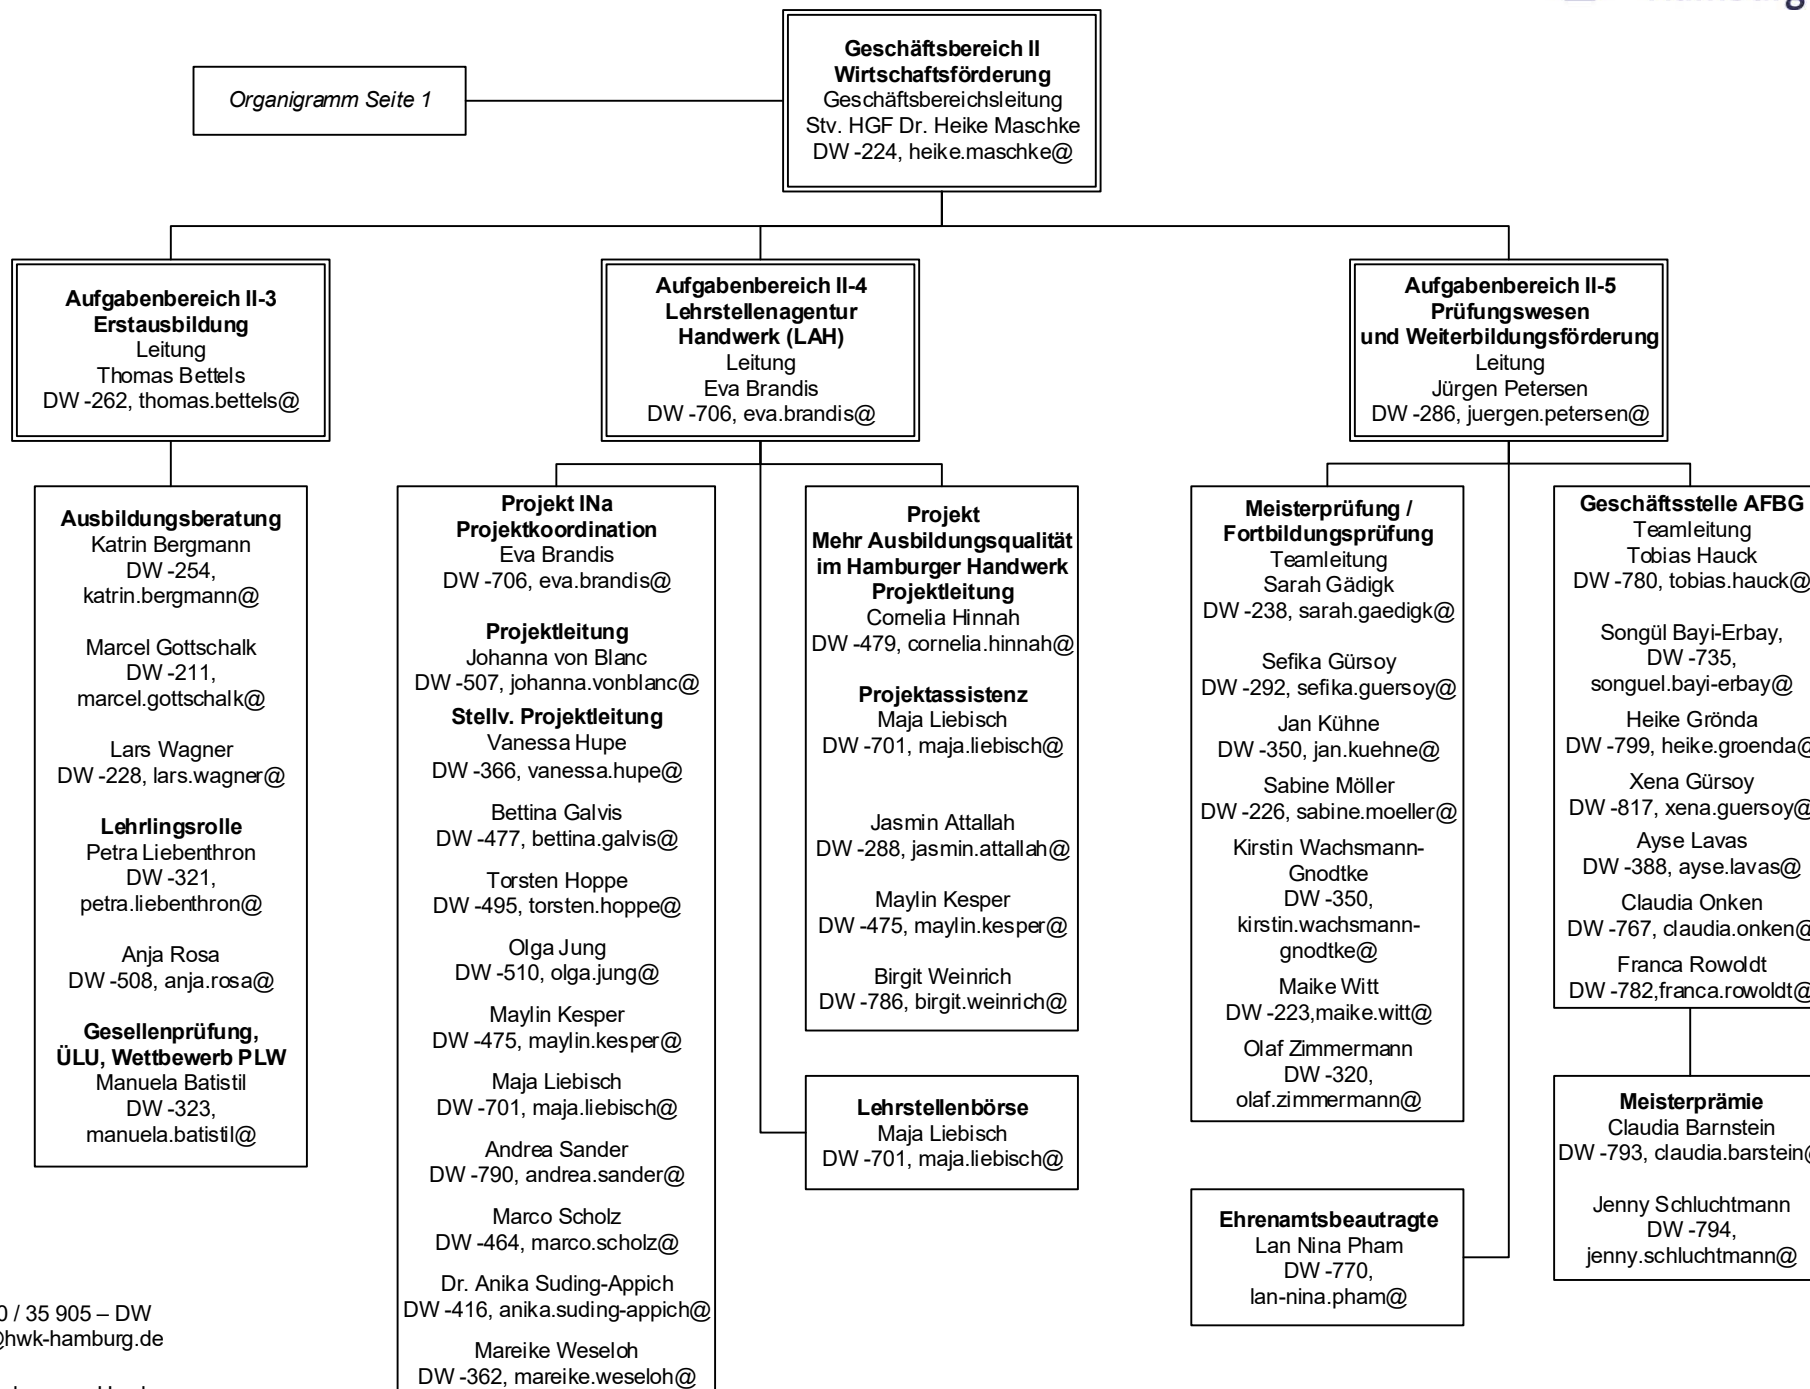 Geschäftsbereich II
Wirtschaftsförderung
Geschäftsbereichsleitung
Stv. HGF Dr. Heike Maschke
DW -224, heike.maschke@
Organigramm Seite 1
Aufgabenbereich II-3
Erstausbildung
Leitung
Thomas Bettels
DW -262, thomas.bettels@
Aufgabenbereich II-4
Lehrstellenagentur
Handwerk (LAH)
Leitung
Eva Brandis
DW -706, eva.brandis@
Aufgabenbereich II-5
Prüfungswesen
und Weiterbildungsförderung
Leitung
Jürgen Petersen
DW -286, juergen.petersen@
Ausbildungsberatung
Katrin Bergmann
DW -254,
katrin.bergmann@
Marcel Gottschalk
DW -211,
marcel.gottschalk@
Lars Wagner
DW -228, lars.wagner@
Lehrlingsrolle
Petra Liebenthron
DW -321,
petra.liebenthron@
Anja Rosa
DW -508, anja.rosa@
Gesellenprüfung,
ÜLU, Wettbewerb PLW
Manuela Batistil
DW -323,
manuela.batistil@
Projekt INa
Projektkoordination
Eva Brandis
DW -706, eva.brandis@
Projektleitung
Johanna von Blanc
DW -507, johanna.vonblanc@
Stellv. Projektleitung
Vanessa Hupe
DW -366, vanessa.hupe@
Bettina Galvis
DW -477, bettina.galvis@
Torsten Hoppe
DW -495, torsten.hoppe@
Olga Jung
DW -510, olga.jung@
Maylin Kesper
DW -475, maylin.kesper@
Maja Liebisch
DW -701, maja.liebisch@
Andrea Sander
DW -790, andrea.sander@
Marco Scholz
DW -464, marco.scholz@
Dr. Anika Suding-Appich
DW -416, anika.suding-appich@
Mareike Weseloh
DW -362, mareike.weseloh@
Projekt
Mehr Ausbildungsqualität
im Hamburger Handwerk
Projektleitung
Cornelia Hinnah
DW -479, cornelia.hinnah@
Projektassistenz
Maja Liebisch
DW -701, maja.liebisch@
Jasmin Attallah
DW -288, jasmin.attallah@
Maylin Kesper
DW -475, maylin.kesper@
Birgit Weinrich
DW -786, birgit.weinrich@
Lehrstellenbörse
Maja Liebisch
DW -701, maja.liebisch@
Meisterprüfung /
Fortbildungsprüfung
Teamleitung
Sarah Gädigk
DW -238, sarah.gaedigk@
Sefika Gürsoy
DW -292, sefika.guersoy@
Jan Kühne
DW -350, jan.kuehne@
Sabine Möller
DW -226, sabine.moeller@
Kirstin Wachsmann-
Gnodtke
DW -350,
kirstin.wachsmann-
gnodtke@
Maike Witt
DW -223,maike.witt@
Olaf Zimmermann
DW -320,
olaf.zimmermann@
Ehrenamtsbeautragte
Lan Nina Pham
DW -770,
lan-nina.pham@
Geschäftsstelle AFBG
Teamleitung
Tobias Hauck
DW -780, tobias.hauck@
Songül Bayi-Erbay,
DW -735,
songuel.bayi-erbay@
Heike Grönda
DW -799, heike.groenda@
Xena Gürsoy
DW -817, xena.guersoy@
Ayse Lavas
DW -388, ayse.lavas@
Claudia Onken
DW -767, claudia.onken@
Franca Rowoldt
DW -782,franca.rowoldt@
Meisterprämie
Claudia Barnstein
DW -793, claudia.barstein@
Jenny Schluchtmann
DW -794,
jenny.schluchtmann@
0 / 35 905 – DW
@hwk-hamburg.de